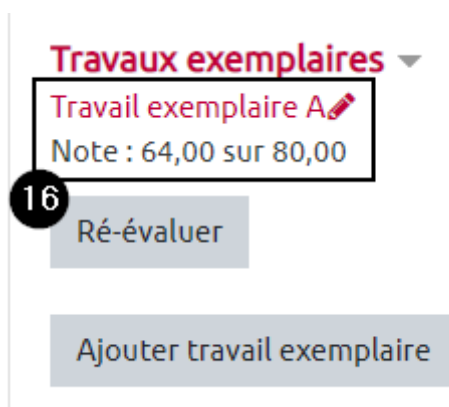 Travaux exemplaires
Travail exemplaire A
Note : 64,00 sur 80,00
16
Ré-évaluer
Ajouter travail exemplaire